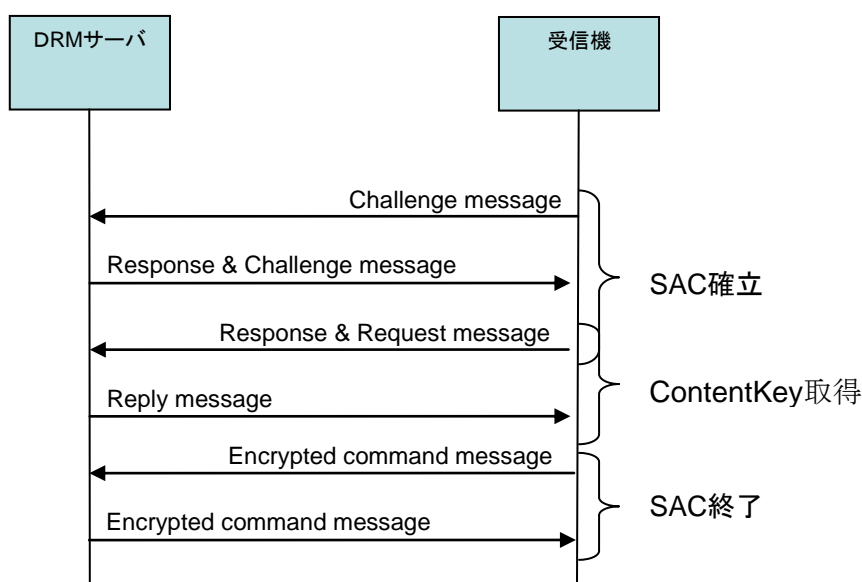 DRMサーバ
受信機
Challenge message
Response & Challenge message
SAC確立
Response & Request message
ContentKey取得
Reply message
Encrypted command message
SAC終了
Encrypted command message